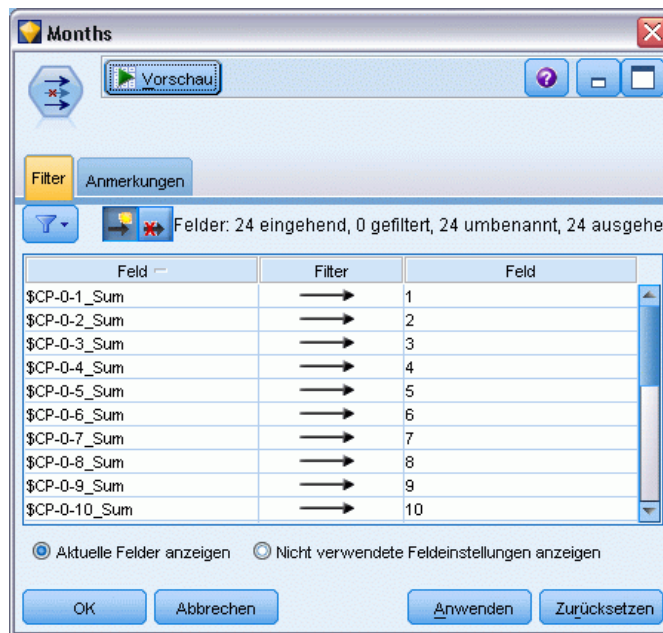 Months
Vorschau
Filter
Anmerkungen
Felder: 24 eingehend, 0 gefiltert, 24 umbenannt, 24 ausgehe
Feld Filter Feld
$CP-0-1_Sum 1
$CP-0-2_Sum 2
$CP-0-3_Sum 3
$CP-0-4_Sum 4
$CP-0-5_Sum 5
$CP-0-6_Sum 6
$CP-0-7_Sum 7
$CP-0-8_Sum 8
$CP-0-9_Sum 9
$CP-0-10_Sum 10
Aktuelle Felder anzeigen Nicht verwendete Feldeinstellungen anzeigen
OK Abbrechen Anwenden Zurücksetzen